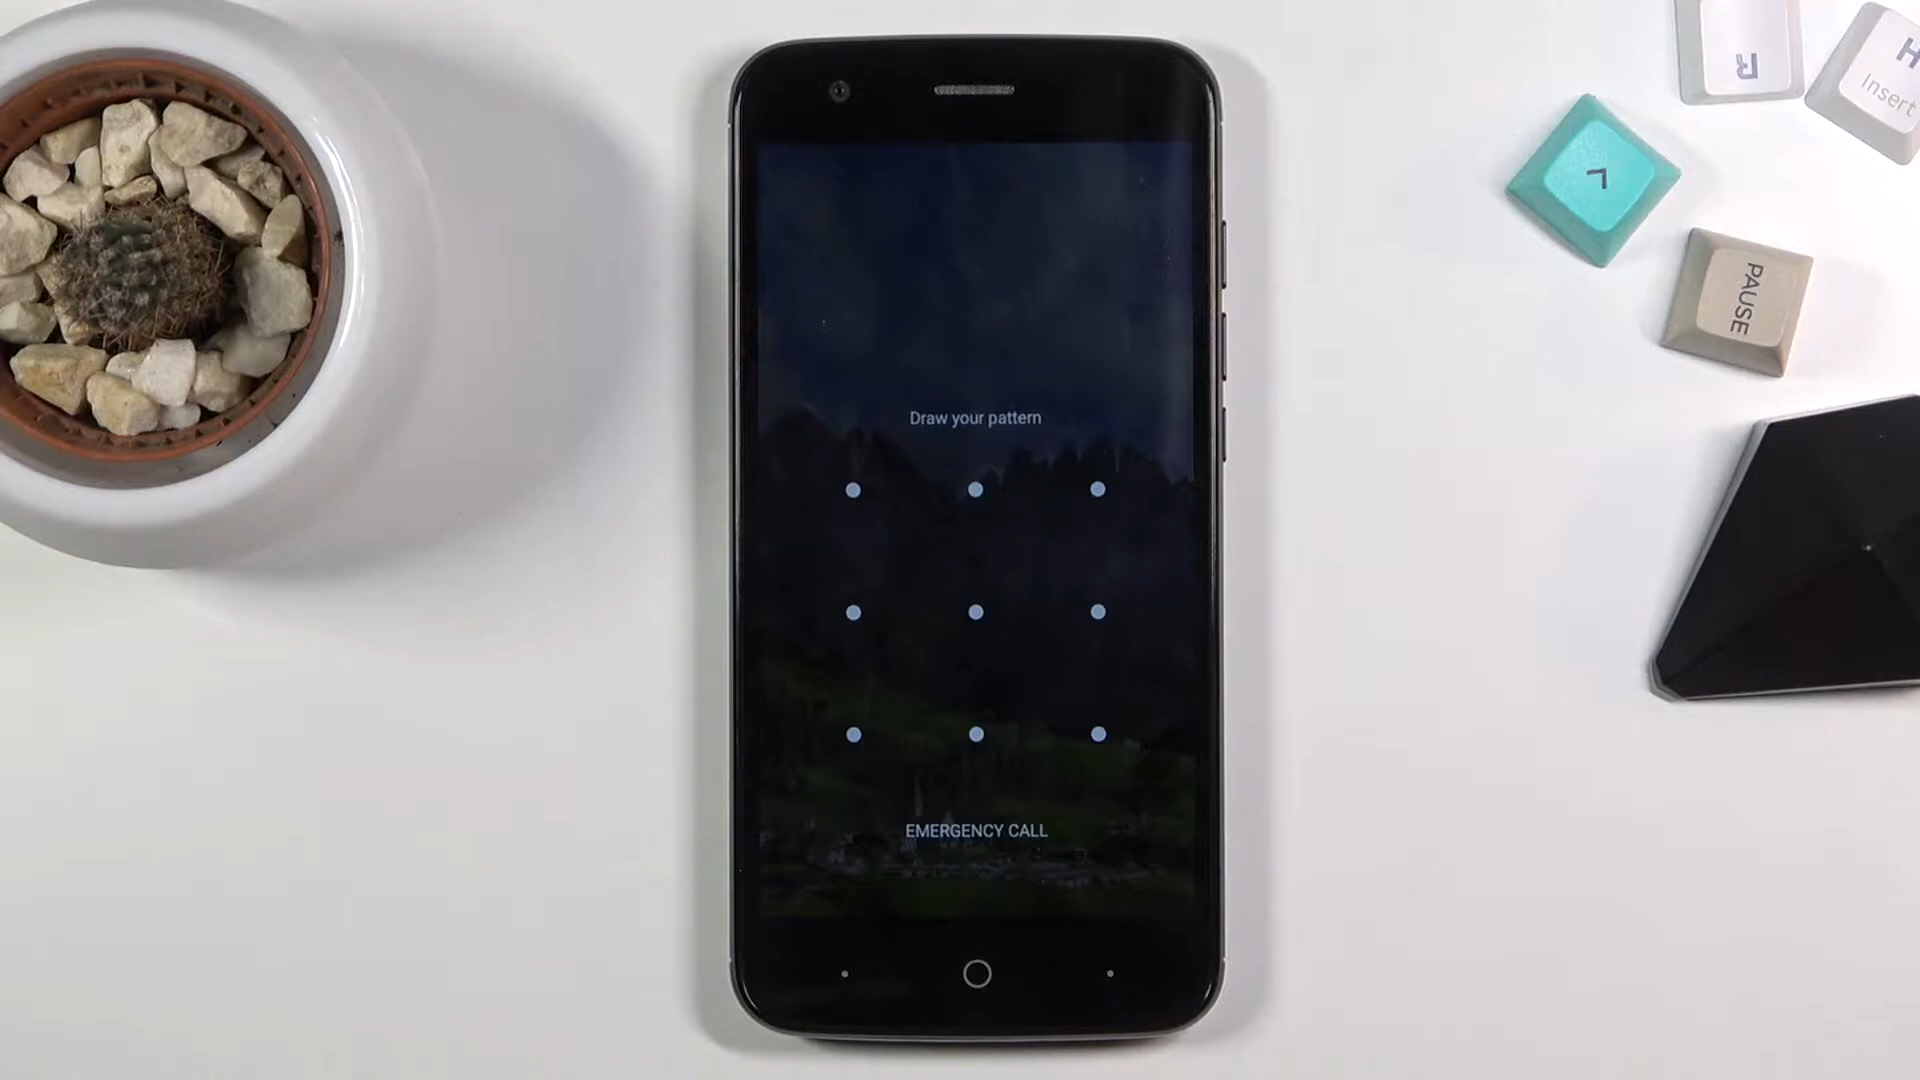 R
H
Insert
PAUSE
Draw your pattern
EMERGENCY CALL